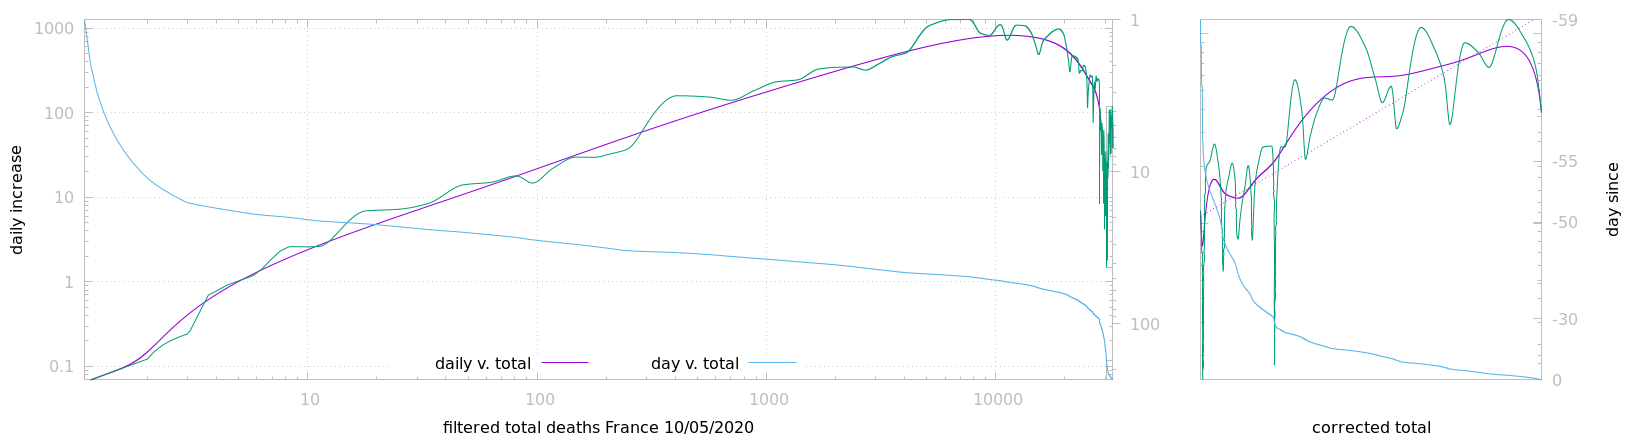 1000
100
10
1
0.1
daily increase
10
100
1000
10000
filtered total deaths France 10/05/2020
daily v. total
day v. total
1
10
100
-59
-55
-50
-30
0
day since
corrected total